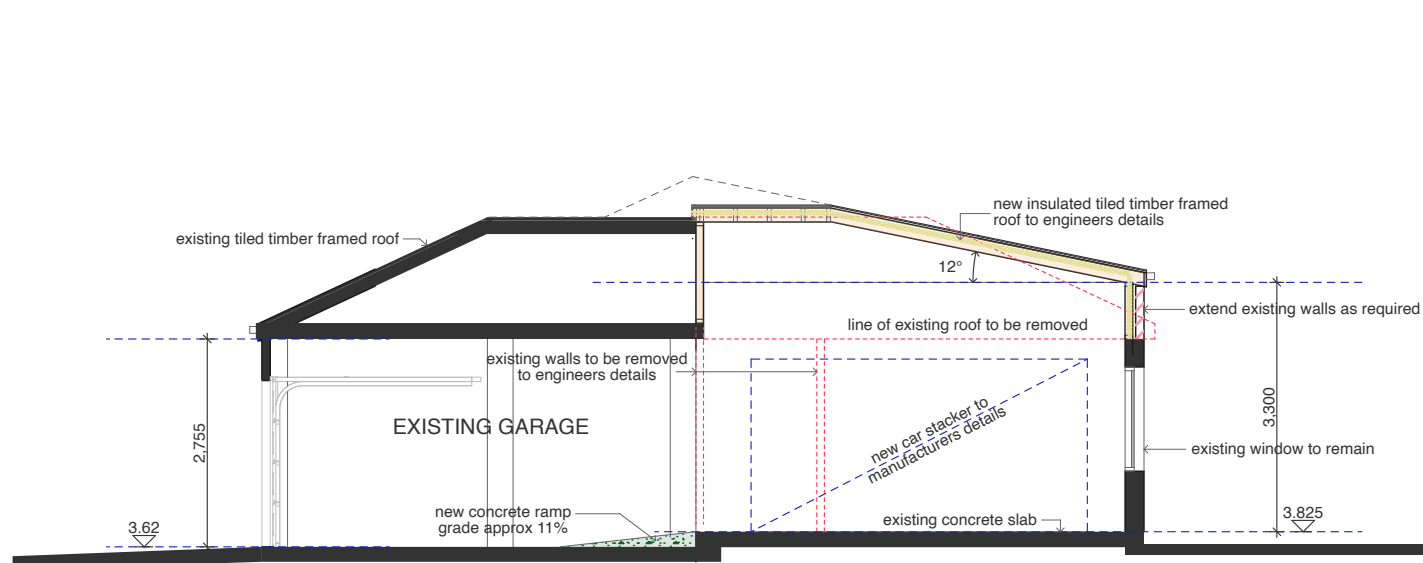 new insulated tiled timber framed
roof to engineers details
existing tiled timber framed roof
12°
extend existing walls as required
line of existing roof to be removed
existing walls to be removed
to engineers details
new car stacker to
manufacturers details
EXISTING GARAGE
2,755
3,300
existing window to remain
new concrete ramp
grade approx 11%
existing concrete slab
3.62
3.825